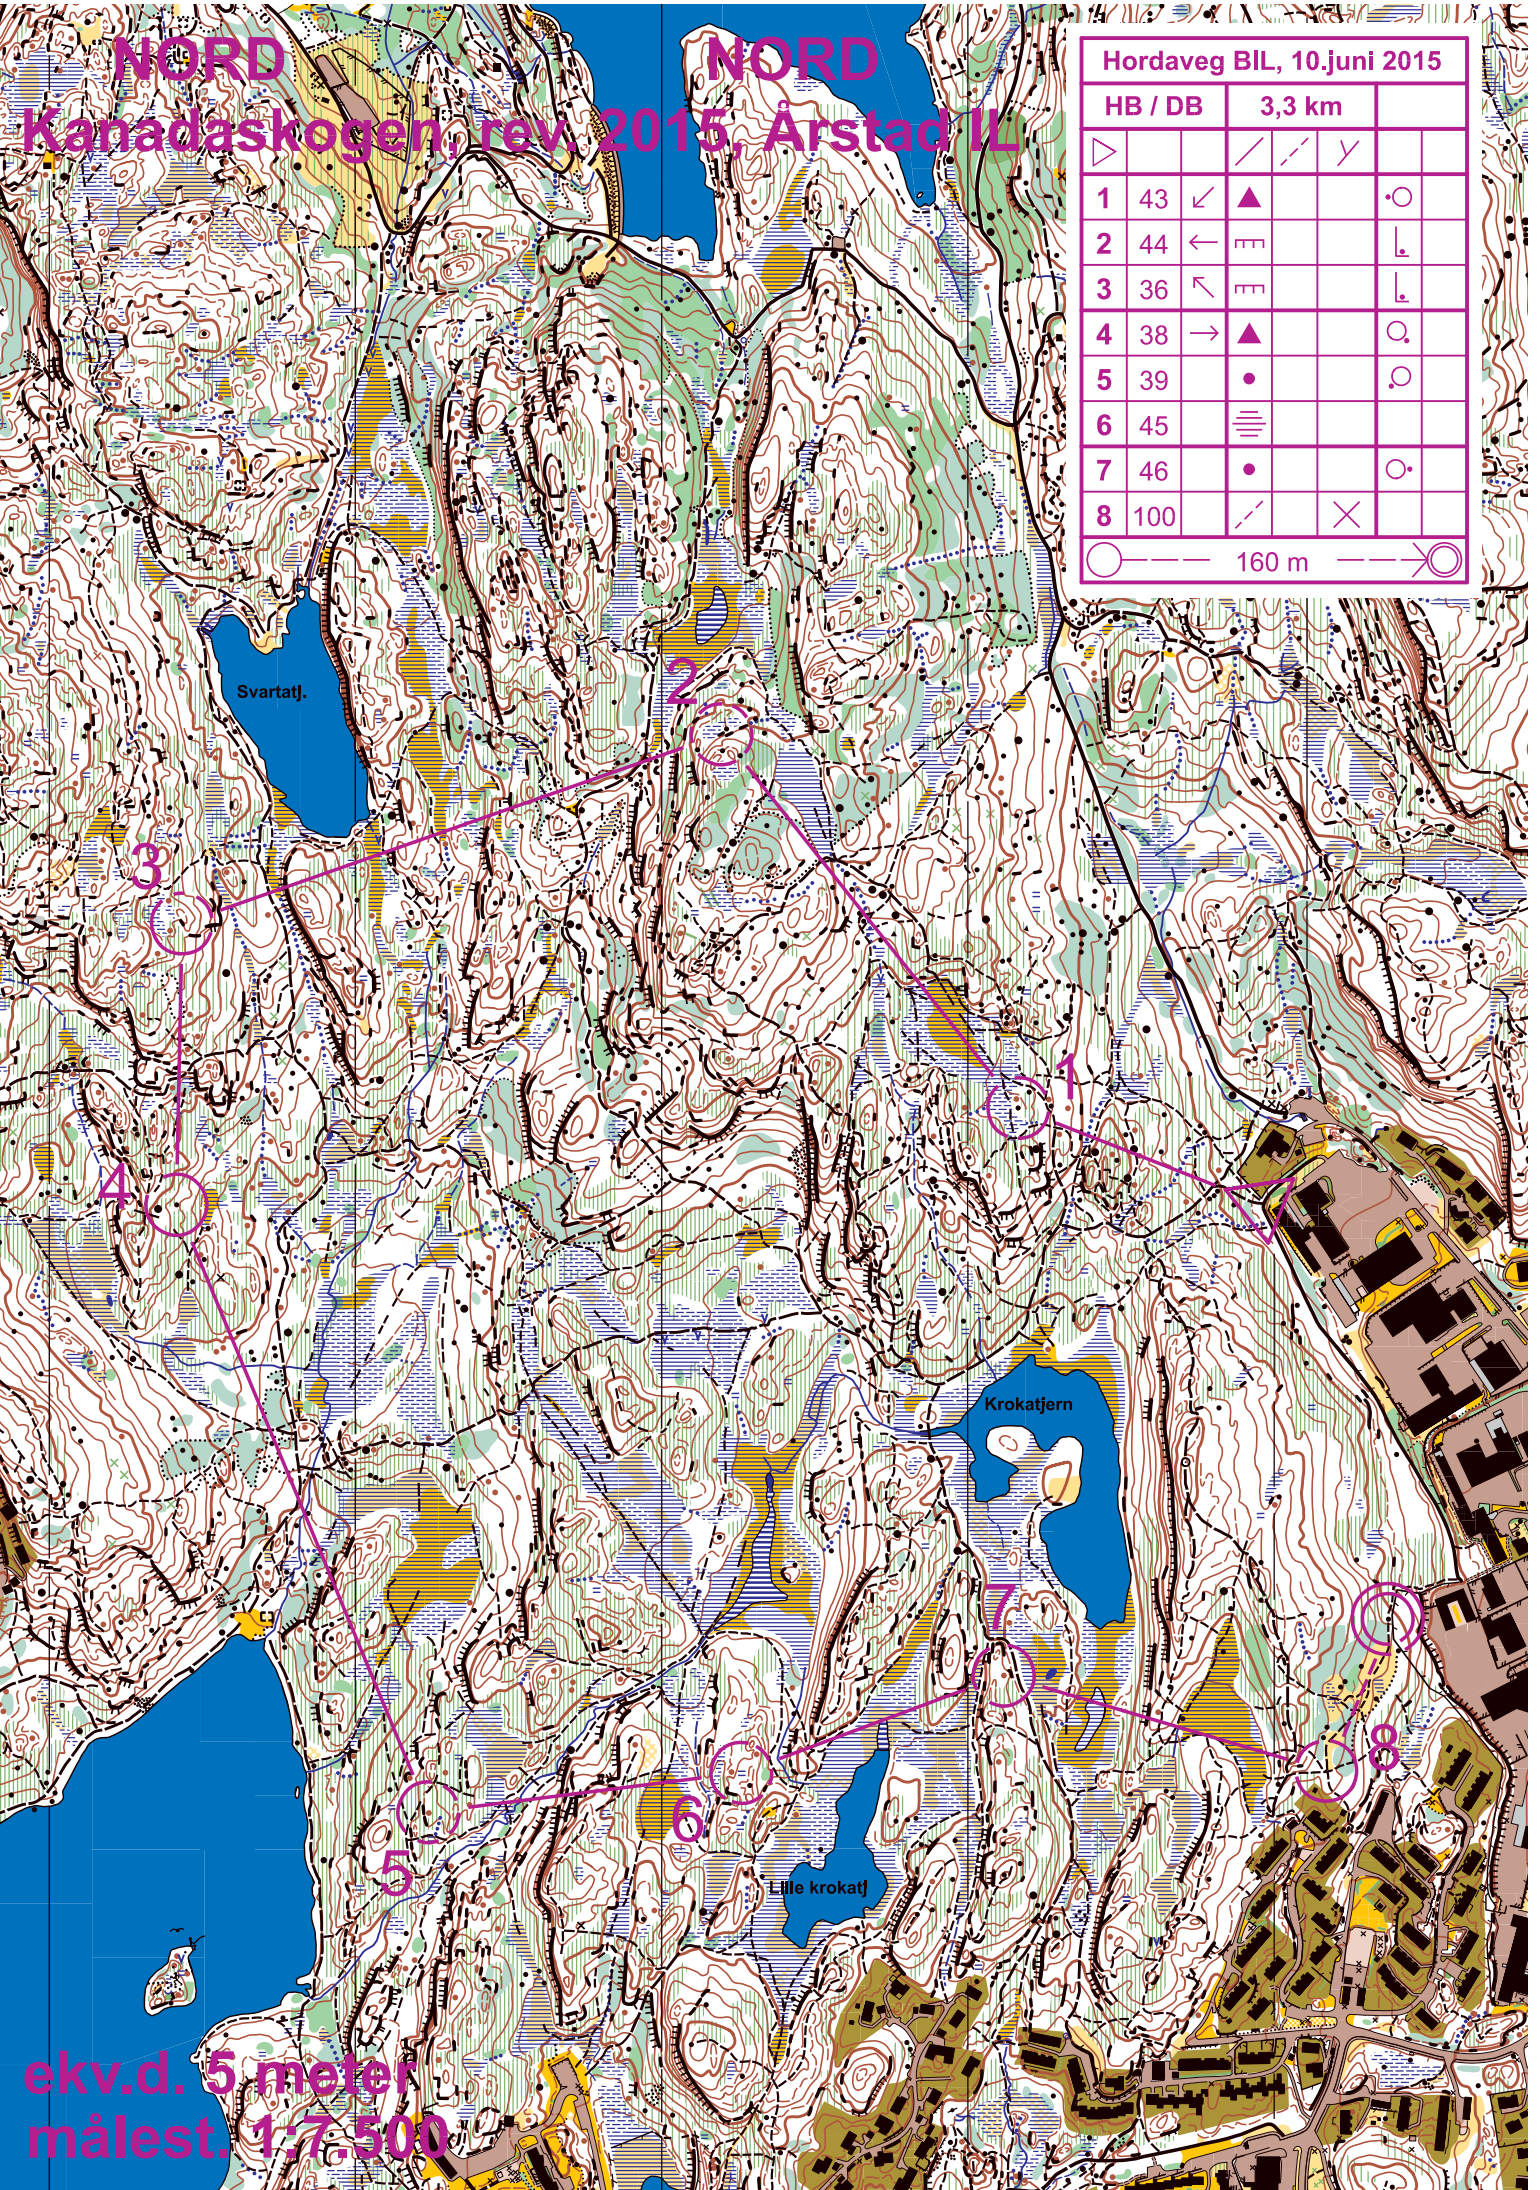 NORD NORD
Kanadaskogen, rev. 2015, Årstad IL
Hordaveg BIL, 10.juni 2015
HB / DB 3,3 km
1 43
2 44
3 36
4 38
5 39
6 45
7 46
8 100
160 m
2
Svartatj.
3
1
4
Krokatjern
7
8
6
5
Lille krokatj
ekv.d. 5 meter
målest. 1:7.500